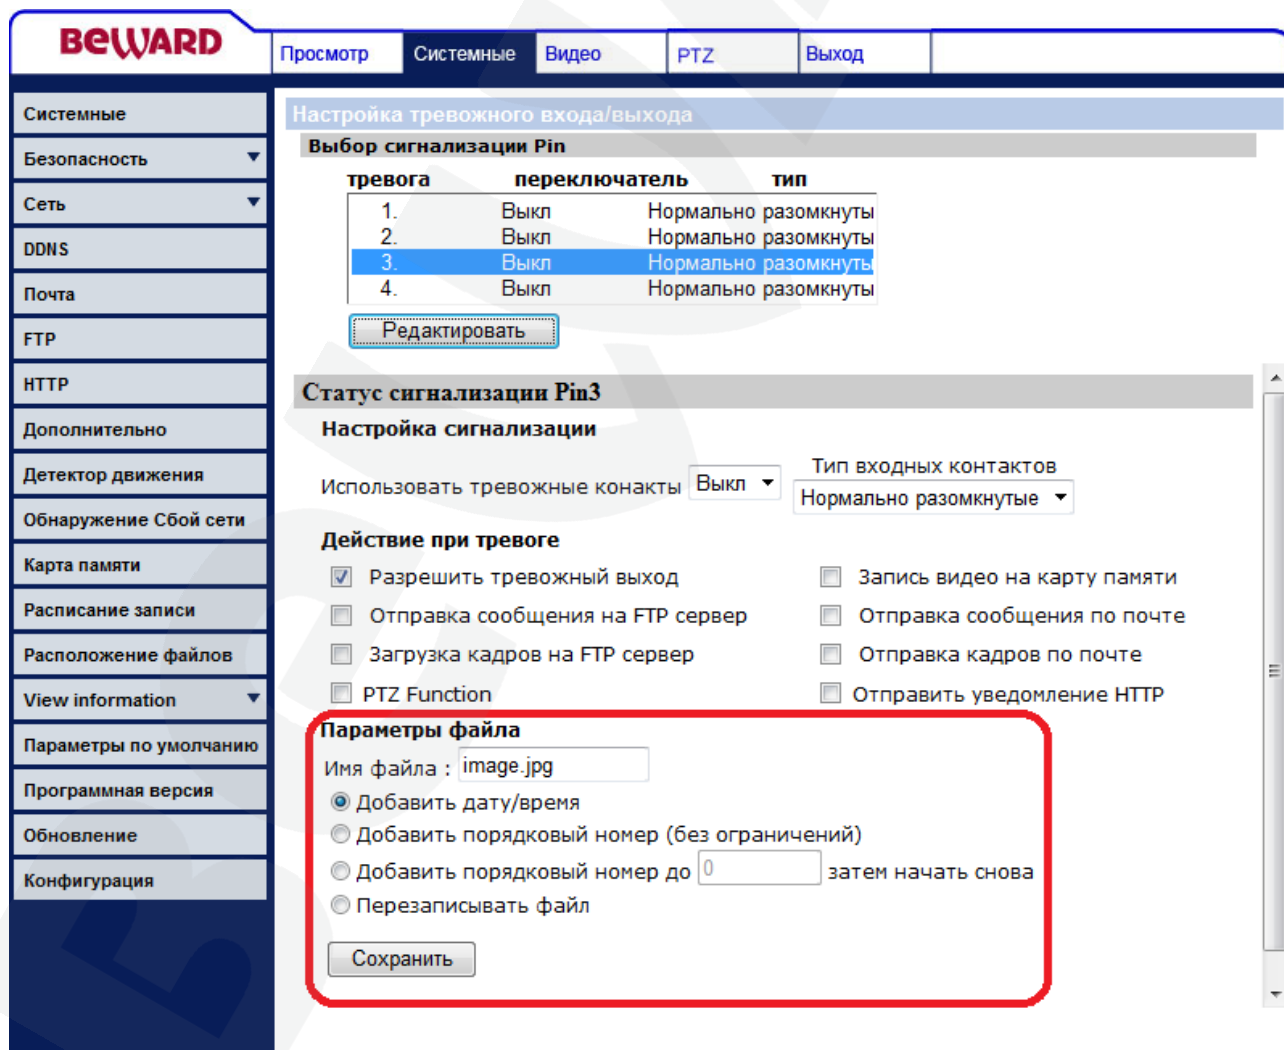 BEWARD
Просмотр Системные Видео PTZ Выход
Системные
Безопасность
Сеть
DDNS
Почта
FTP
HTTP
Дополнительно
Детектор движения
Обнаружение Сбой сети
Карта памяти
Расписание записи
Расположение файлов
View information
Параметры по умолчанию
Программная версия
Обновление
Конфигурация
Настройка тревожного входа/выхода
Выбор сигнализации Pin
тревога переключатель тип
1. Выкл Нормально разомкнуты
2. Выкл Нормально разомкнуты
3. Выкл Нормально разомкнуты
4. Выкл Нормально разомкнуты
Редактировать
Статус сигнализации Pin3
Настройка сигнализации
Тип входных контактов
Использовать тревожные конакты Выкл Нормально разомкнутые
Действие при тревоге
Разрешить тревожный выход Запись видео на карту памяти
Отправка сообщения на FTP сервер Отправка сообщения по почте
Загрузка кадров на FTP сервер Отправка кадров по почте
PTZ Function Отправить уведомление HTTP
Параметры файла
Имя файла : image.jpg
Добавить дату/время
Добавить порядковый номер (без ограничений)
Добавить порядковый номер до 0 затем начать снова
Перезаписывать файл
Сохранить